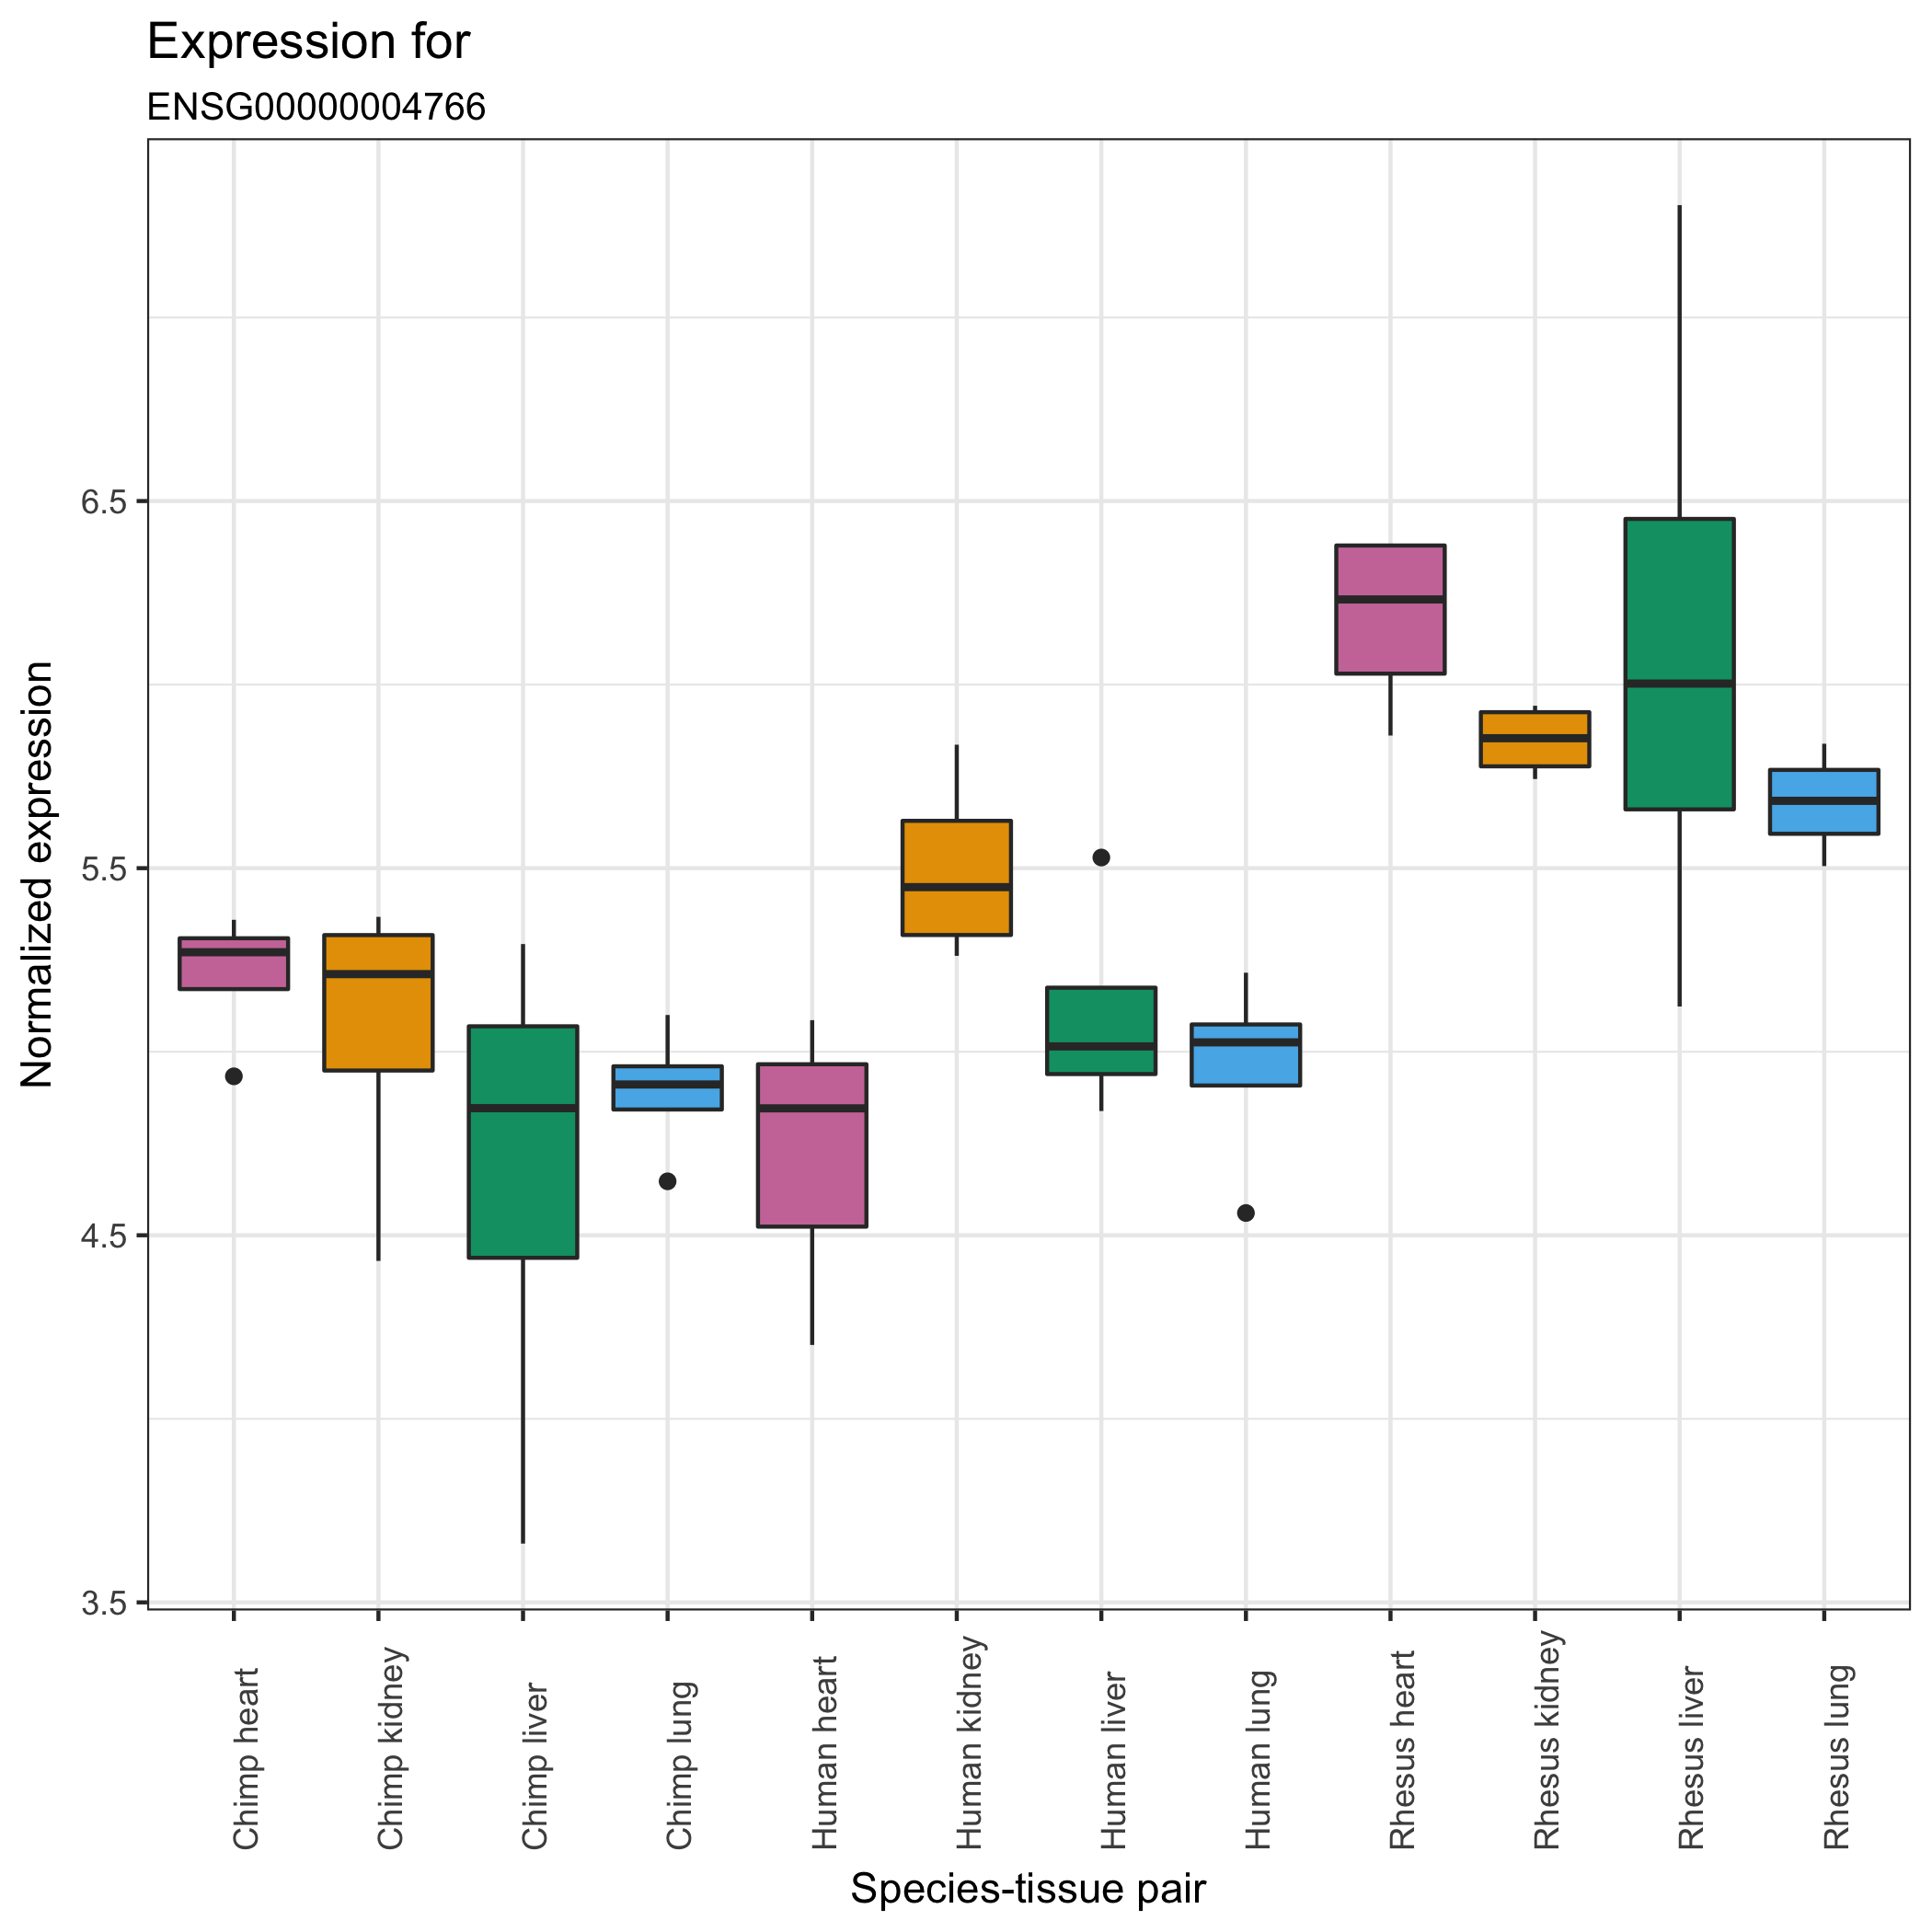 Expression for
ENSG00000004766
Normalized expression
6.5
5.5
4.5
3.5
Chimp heart
Chimp kidney
Chimp liver
Chimp lung
Human heart
Human kidney
Human liver
Human lung
Rhesus heart
Rhesus kidney
Rhesus liver
Rhesus lung
Species-tissue pair